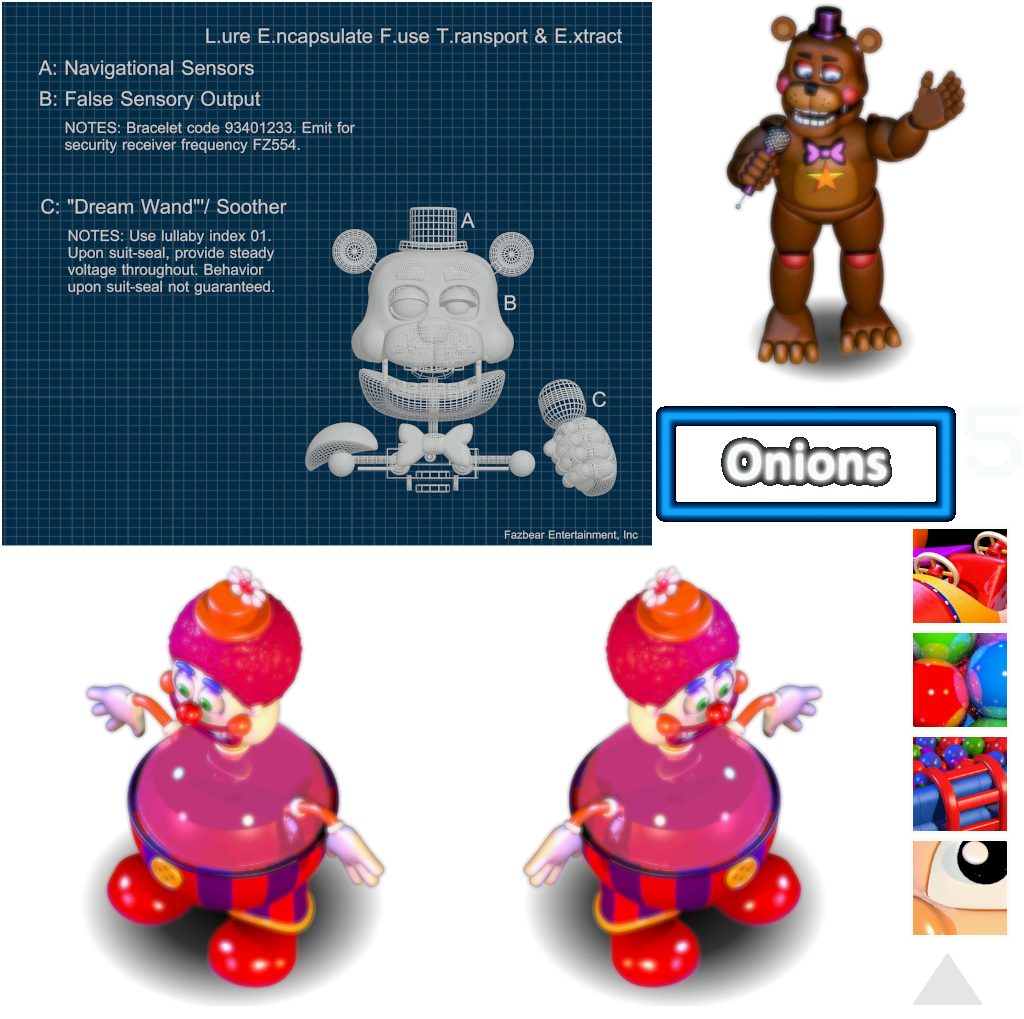 L.ure E.ncapsulate F.use T.ransport & E.xtract
A: Navigational Sensors
B: False Sensory Output
NOTES: Bracelet code 93401233. Emit for
security receiver frequency FZ554.
C: "Dream Wand"'/ Soother
NOTES: Use lullaby index 01.
Upon suit-seal, provide steady
voltage throughout. Behavior
upon suit-seal not guaranteed.
A
B
C
Fazbear Entertainment, Inc
Onions
5